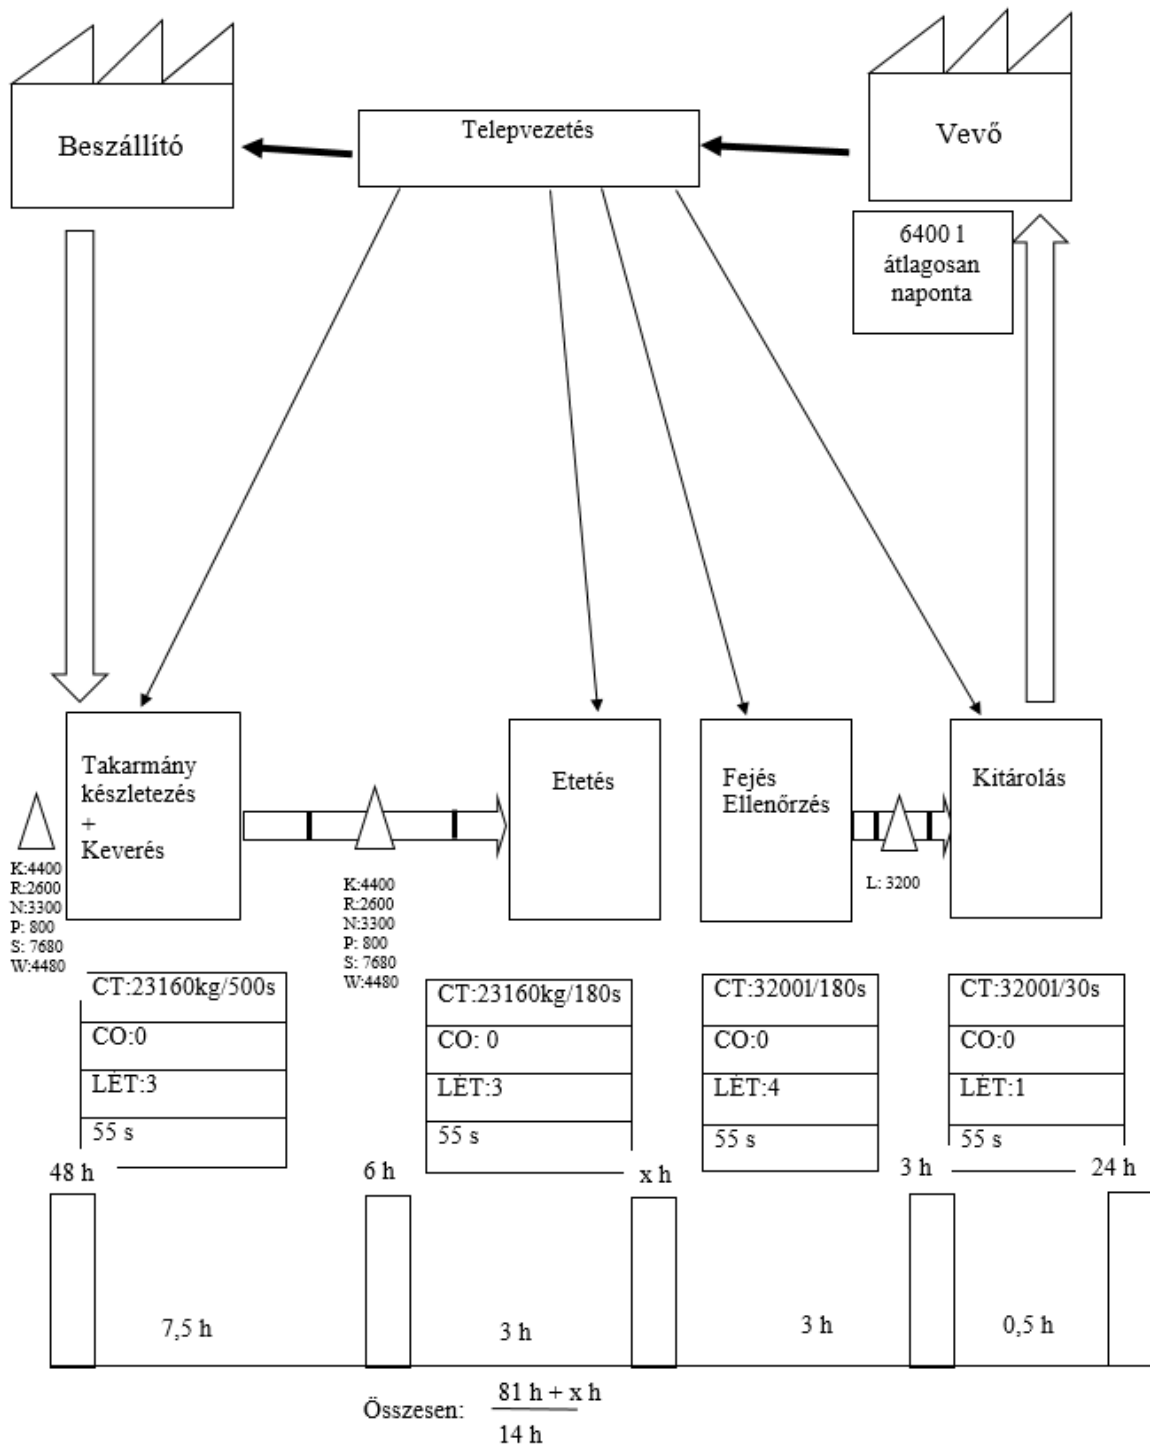 Beszállító
Telepvezetés
Vevő
6400 l
átlagosan
naponta
Takarmány
készletezés
+
Keverés
Etetés
Fejés
Ellenőrzés
Kitárolás
K:4400
R:2600
N:3300
P: 800
S: 7680
W:4480
K:4400
R:2600
N:3300
P: 800
S: 7680
W:4480
L: 3200
CT:23160kg/500s
CO:0
LÉT:3
55 s
CT:23160kg/180s
CO: 0
LÉT:3
55 s
CT:3200l/180s
CO:0
LÉT:4
55 s
CT:3200l/30s
CO:0
LÉT:1
55 s
48 h
6 h
x h
3 h
24 h
7,5 h
3 h
3 h
0,5 h
Összesen:
81 h + x h
14 h